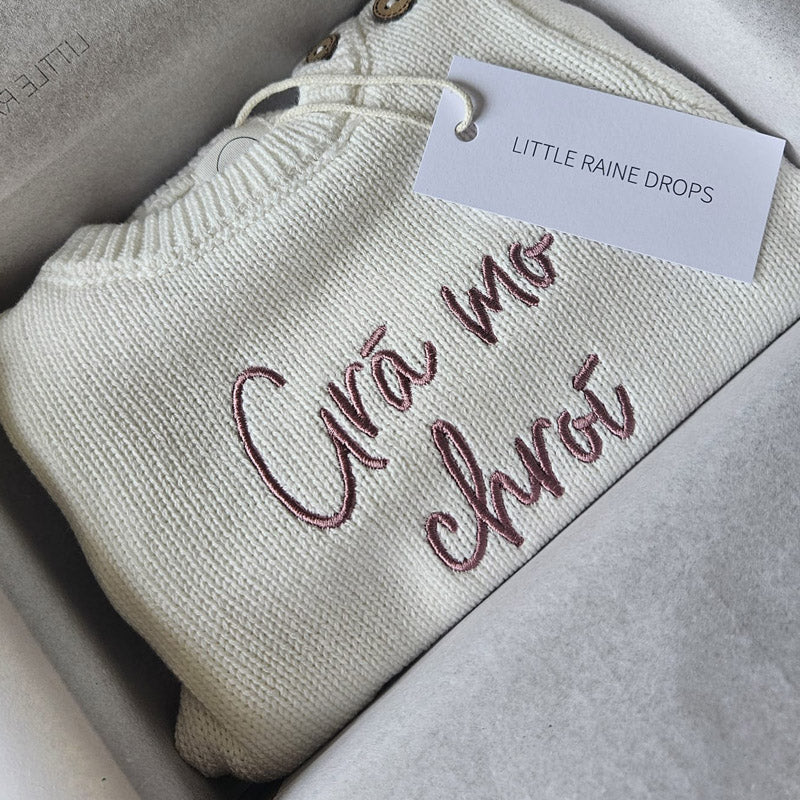 LITTLE RAINE DROPS
Grá mo
chroí